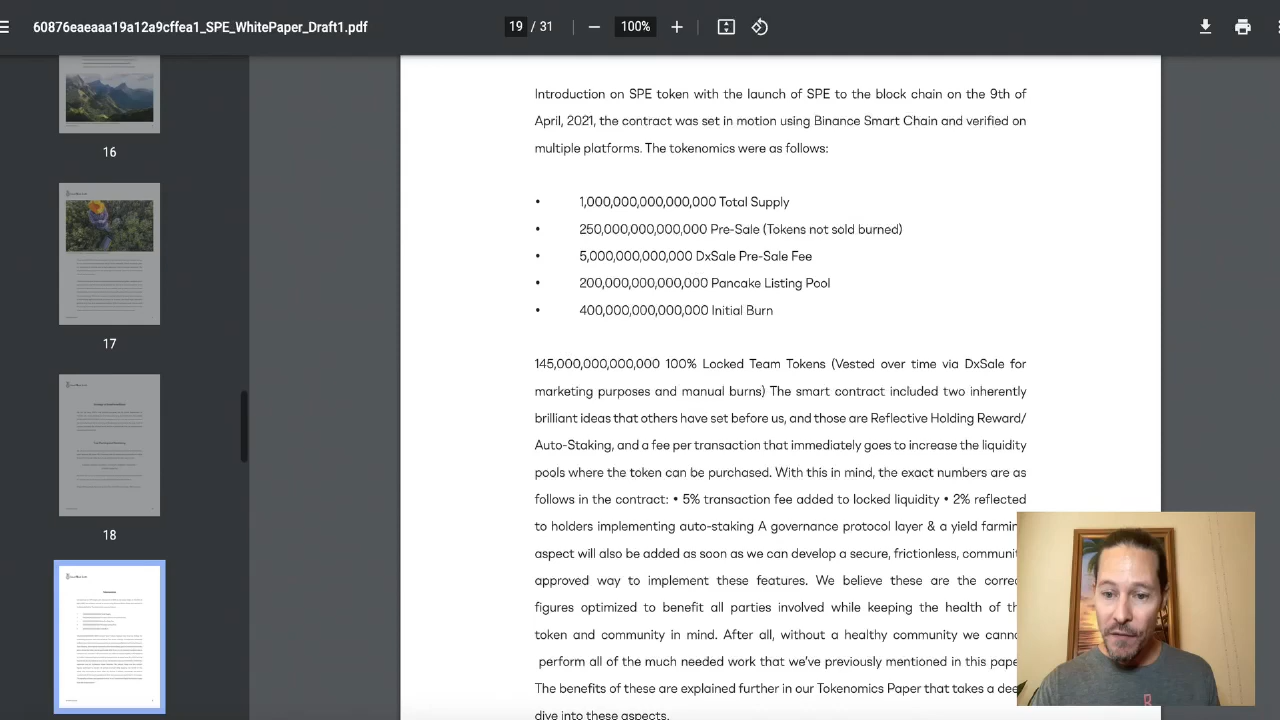 60876eaeaaa19a12a9cffea1_SPE_WhitePaper_Draft1.pdf
19 / 31
100%
16
17
18
Introduction on SPE token with the launch of SPE to the block chain on the 9th of
April, 2021, the contract was set in motion using Binance Smart Chain and verified on
multiple platforms. The tokenomics were as follows:
• 1,000,000,000,000,000 Total Supply
• 250,000,000,000,000 Pre-Sale (Tokens not sold burned)
• 5,000,000,000,000 DxSale Pre-Sale Fee
• 200,000,000,000,000 Pancake Listing Pool
• 400,000,000,000,000 Initial Burn
145,000,000,000,000 100% Locked Team Tokens (Vested over time via DxSale for
marketing purposes and manual burns) The smart contract included two inherently
brilliant ideas that others have set before us, and those are Reflective Holding Reward/
Auto-Staking, and a fee per transaction that immediately goes to increase the liquidity
pools where the token can be purchased. With this in mind, the exact numbers are as
follows in the contract: • 5% transaction fee added to locked liquidity • 2% reflected
to holders implementing auto-staking A governance protocol layer & a yield farmin
aspect will also be added as soon as we can develop a secure, frictionless, communit
approved way to implement these features. We believe these are the correc
figures optimized to benefit all parties involved while keeping the health of th
token and community in mind. After all, without a healthy community we
all of the reach needed with the previously mentioned
The benefits of these are explained further in our Tokenomics Paper that takes a dee
dive into these aspects.